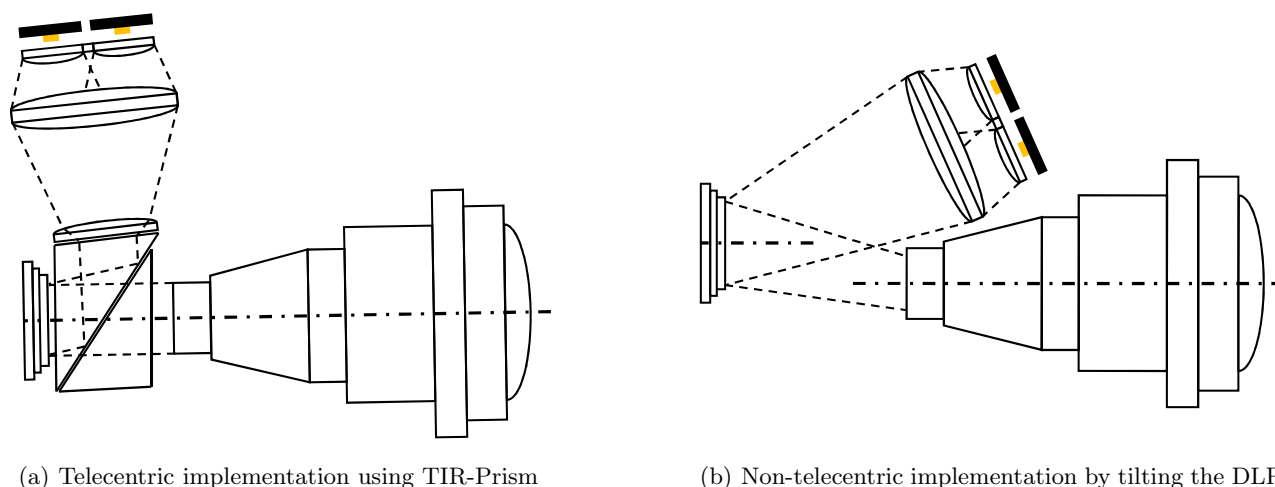 (a) Telecentric implementation using TIR-Prism
(b) Non-telecentric implementation by tilting the DLP